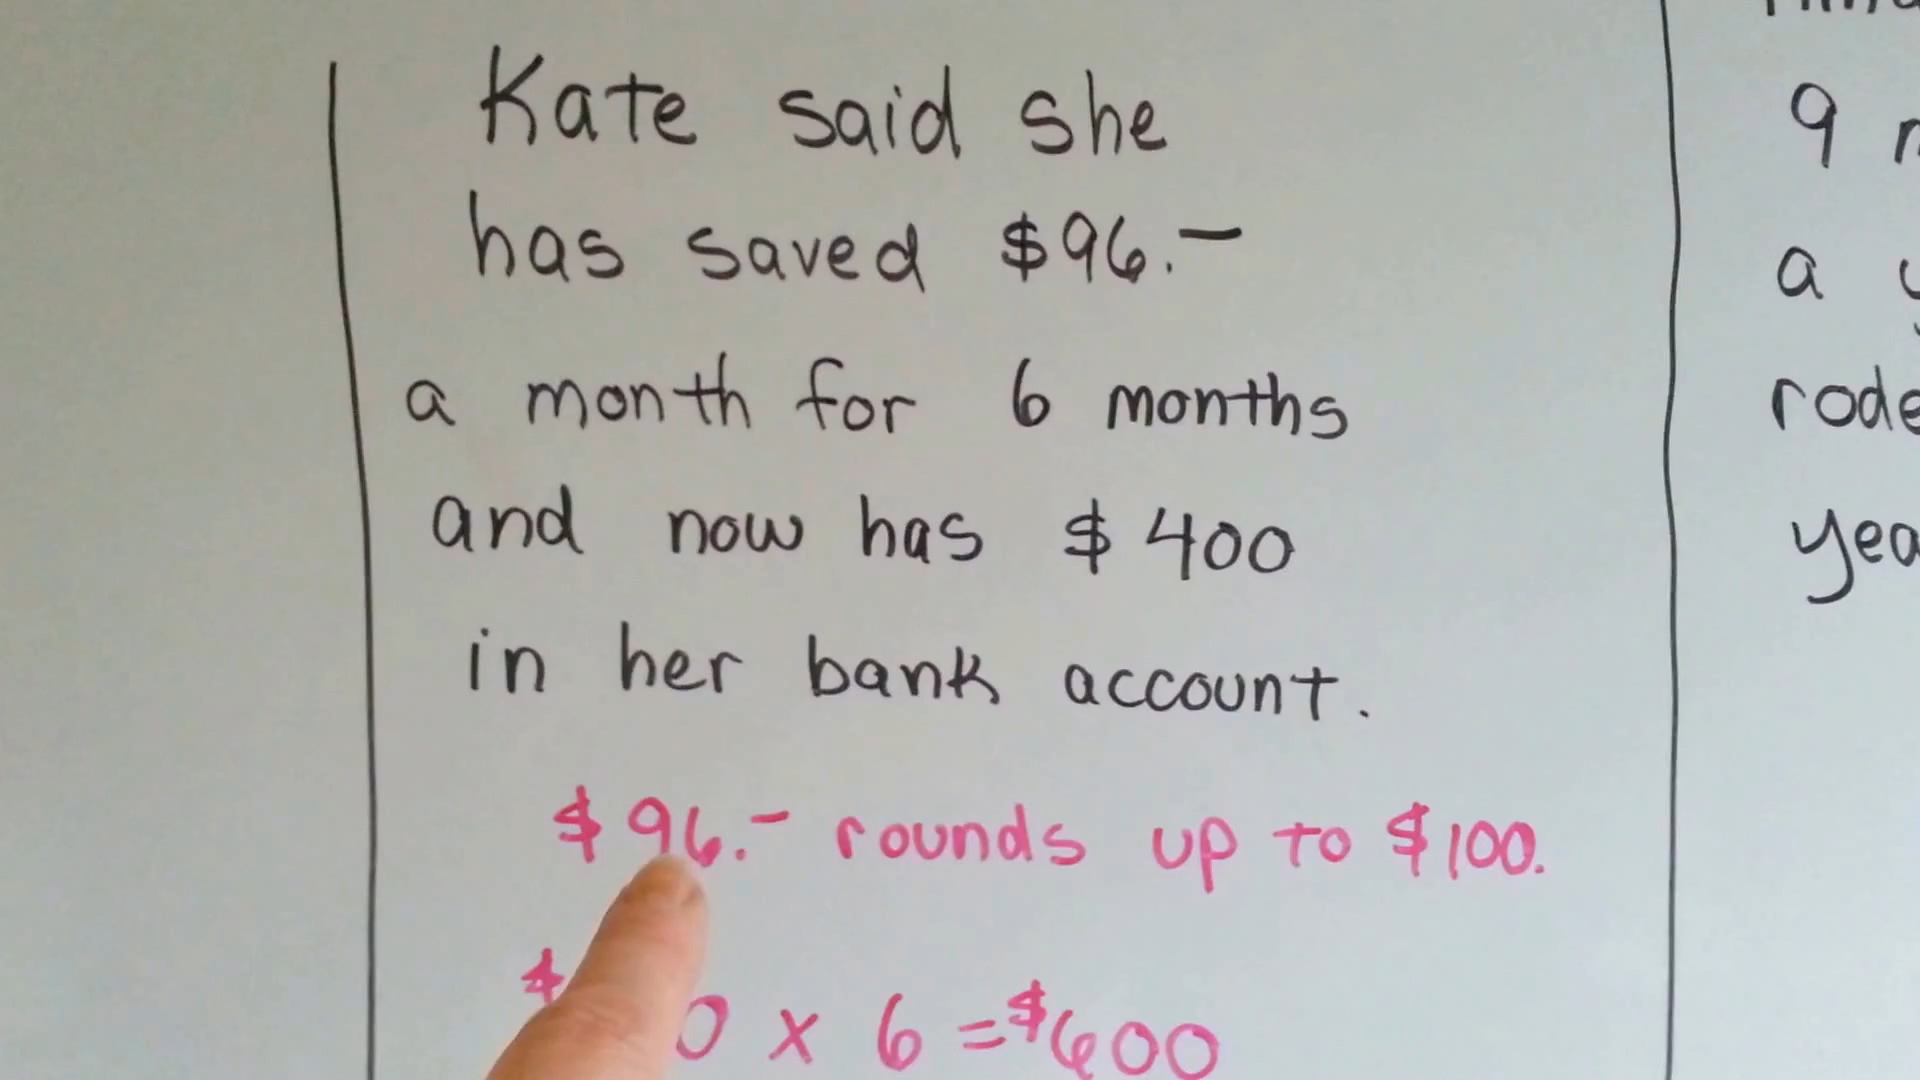 Kate said she
has saved $96.-
a month for 6 months
and now has $400
in her bank account.
$96.- rounds up to $100.
$ 0 x 6 = $600
9
a
rode